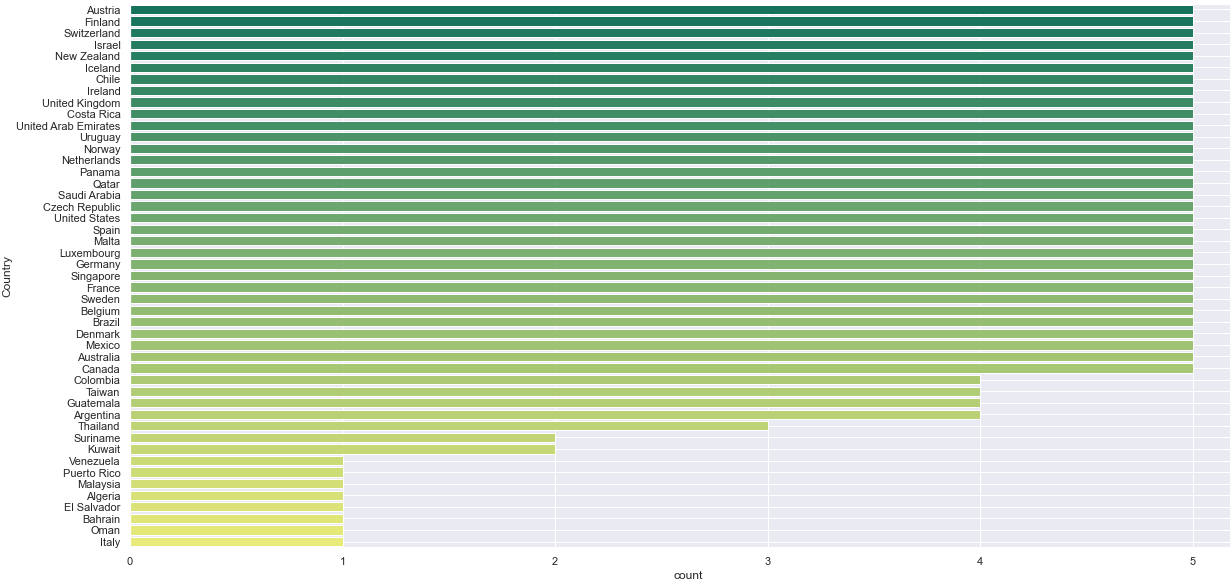 Austria
Finland
Switzerland
Israel
New Zealand
Iceland
Chile
Ireland
United Kingdom
Costa Rica
United Arab Emirates
Uruguay
Norway
Netherlands
Panama
Qatar
Saudi Arabia
Czech Republic
United States
Spain
Malta
Luxembourg
Germany
Singapore
France
Sweden
Belgium
Brazil
Denmark
Mexico
Australia
Canada
Colombia
Taiwan
Guatemala
Argentina
Thailand
Suriname
Kuwait
Venezuela
Puerto Rico
Malaysia
Algeria
El Salvador
Bahrain
Oman
Italy
Country
0 1 2 3 4 5
count